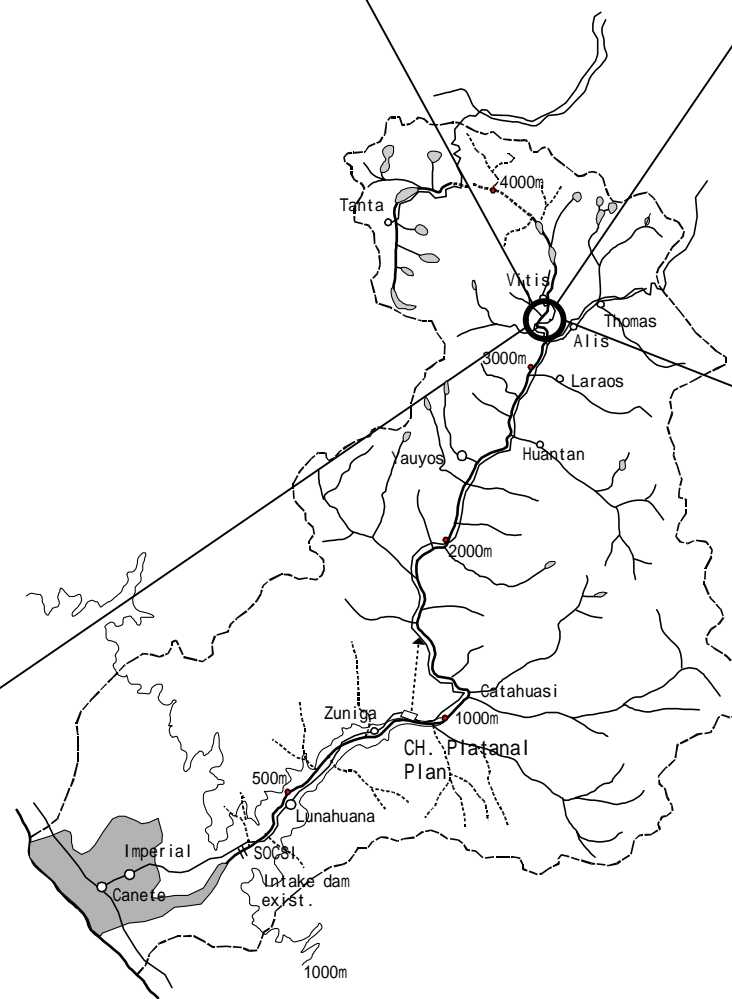 4000m
Tanta
Vitis
Thomas
Alis
3000m
Laraos
Yauyos
Huantan
2000m
Catahuasi
Zuniga
1000m
CH. Platanal
Plan
500m
Lunahuana
Imperial
SOCSI
Canete
Intake dam
exist.
1000m